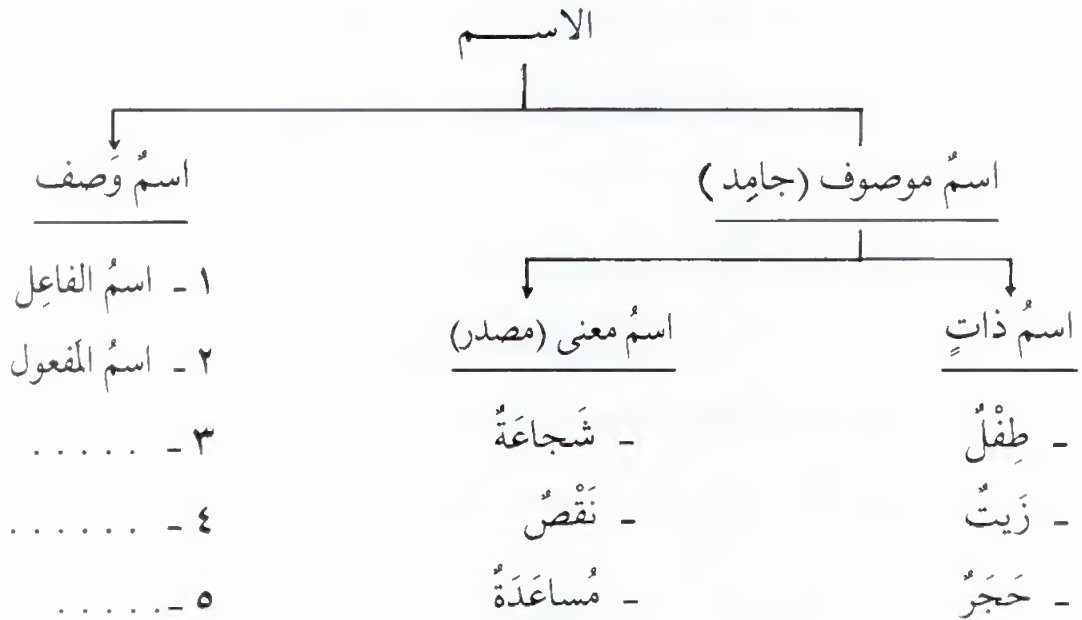 الاســـم
اسمٌ موصوف (جامِد) اسمُ وَصف
اسمُ ذاتٍ اسمُ معنى (مصدر) ١ - اسمُ الفاعِل
٢ - اسمُ المَفعول
- طِفْلٌ - شَجاعَةٌ ٣ - . . . . .
- زَيتٌ - نَقْصٌ ٤ - . . . . . .
- حَجَرٌ - مُساعَدَةٌ ٥ - . . . . .